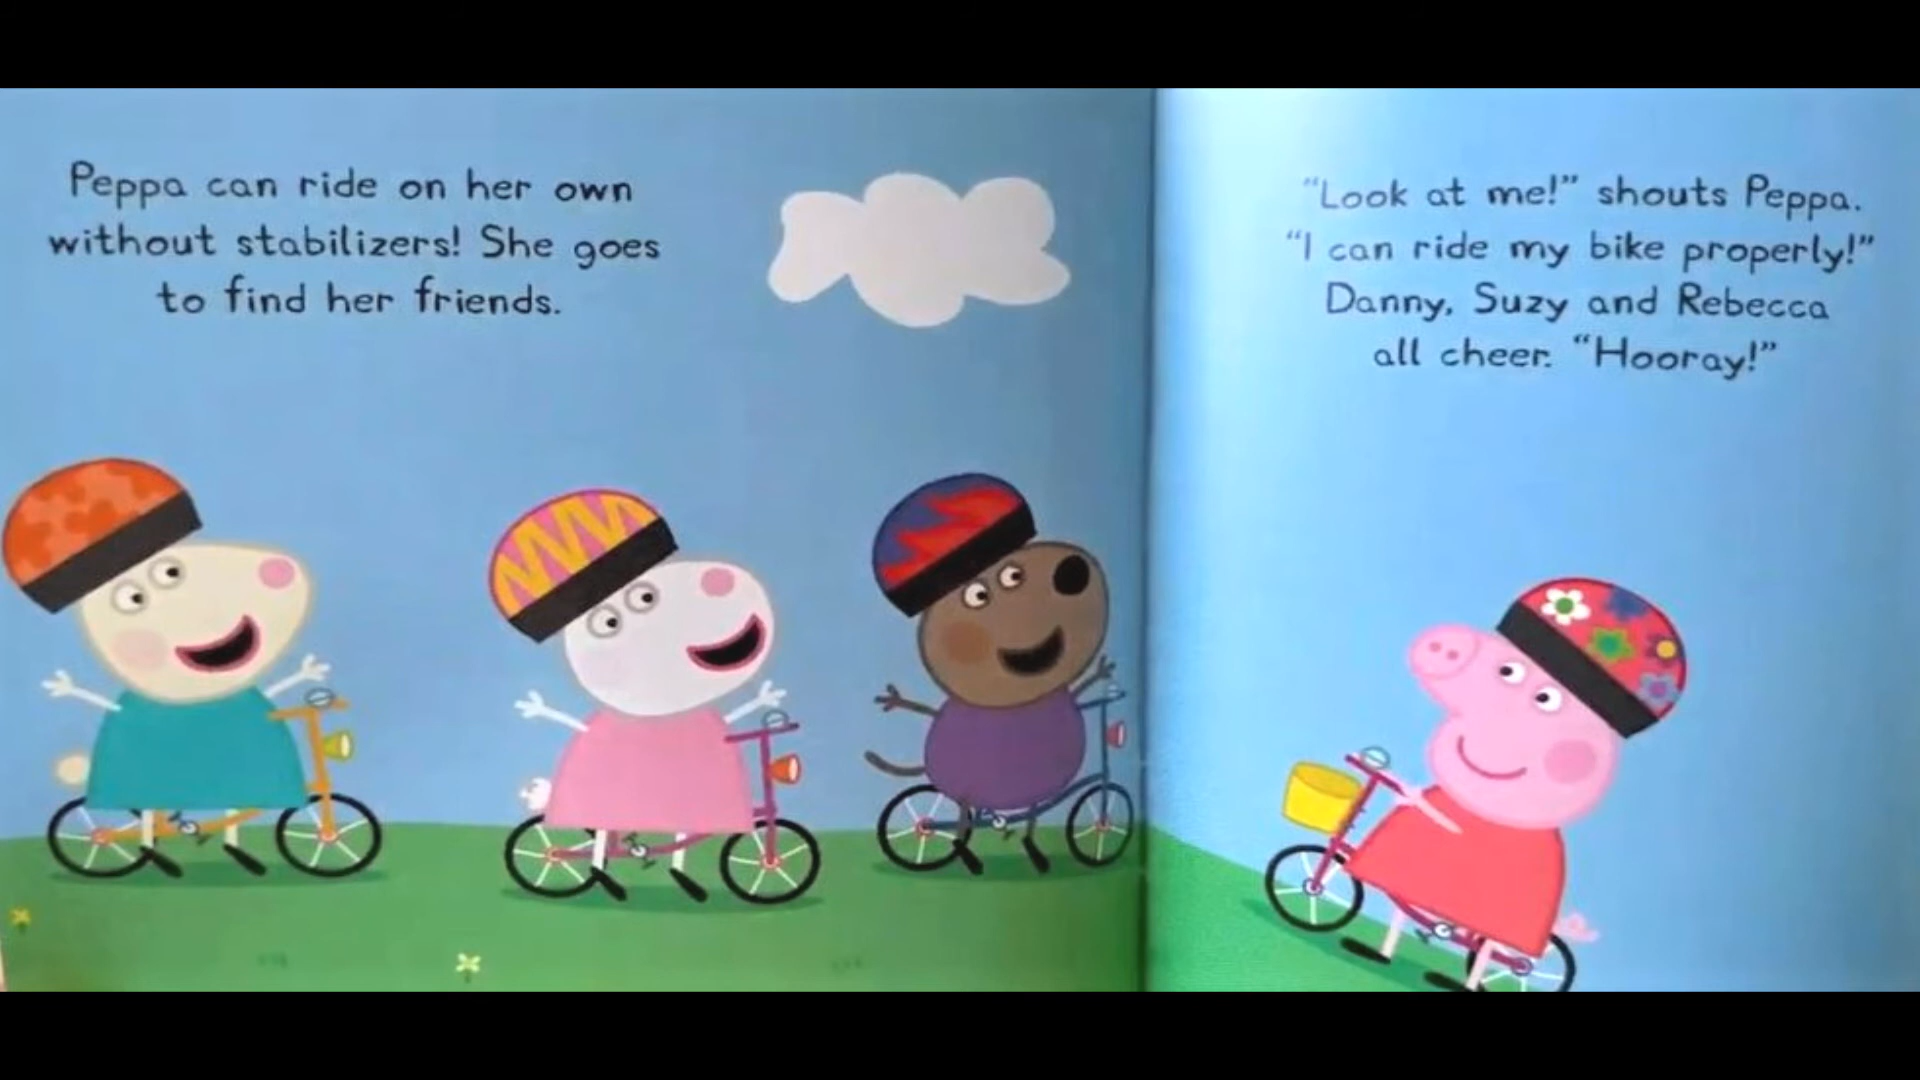 Peppa can ride on her own
without stabilizers! She goes
to find her friends.
“Look at me!” shouts Peppa.
“I can ride my bike properly!”
Danny, Suzy and Rebecca
all cheer. “Hooray!”